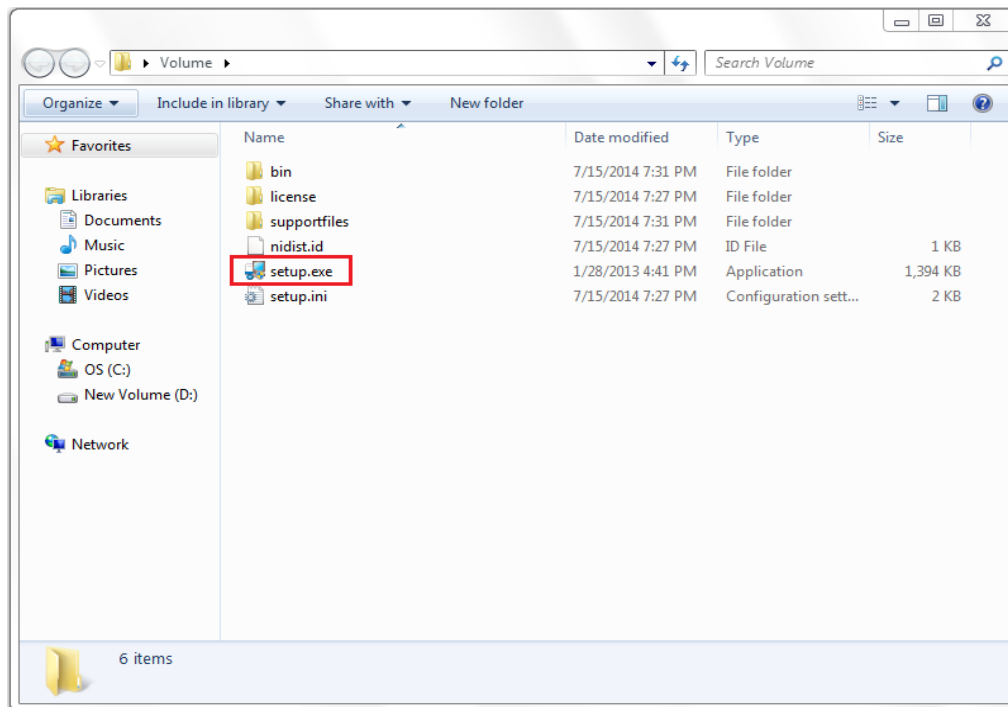 Volume
Search Volume
Organize Include in library Share with New folder
Favorites
Libraries
Documents
Music
Pictures
Videos
Computer
OS (C:)
New Volume (D:)
Network
Name Date modified Type Size
bin 7/15/2014 7:31 PM File folder
license 7/15/2014 7:27 PM File folder
supportfiles 7/15/2014 7:31 PM File folder
nidist.id 7/15/2014 7:27 PM ID File 1 KB
setup.exe 1/28/2013 4:41 PM Application 1,394 KB
setup.ini 7/15/2014 7:27 PM Configuration sett... 2 KB
6 items